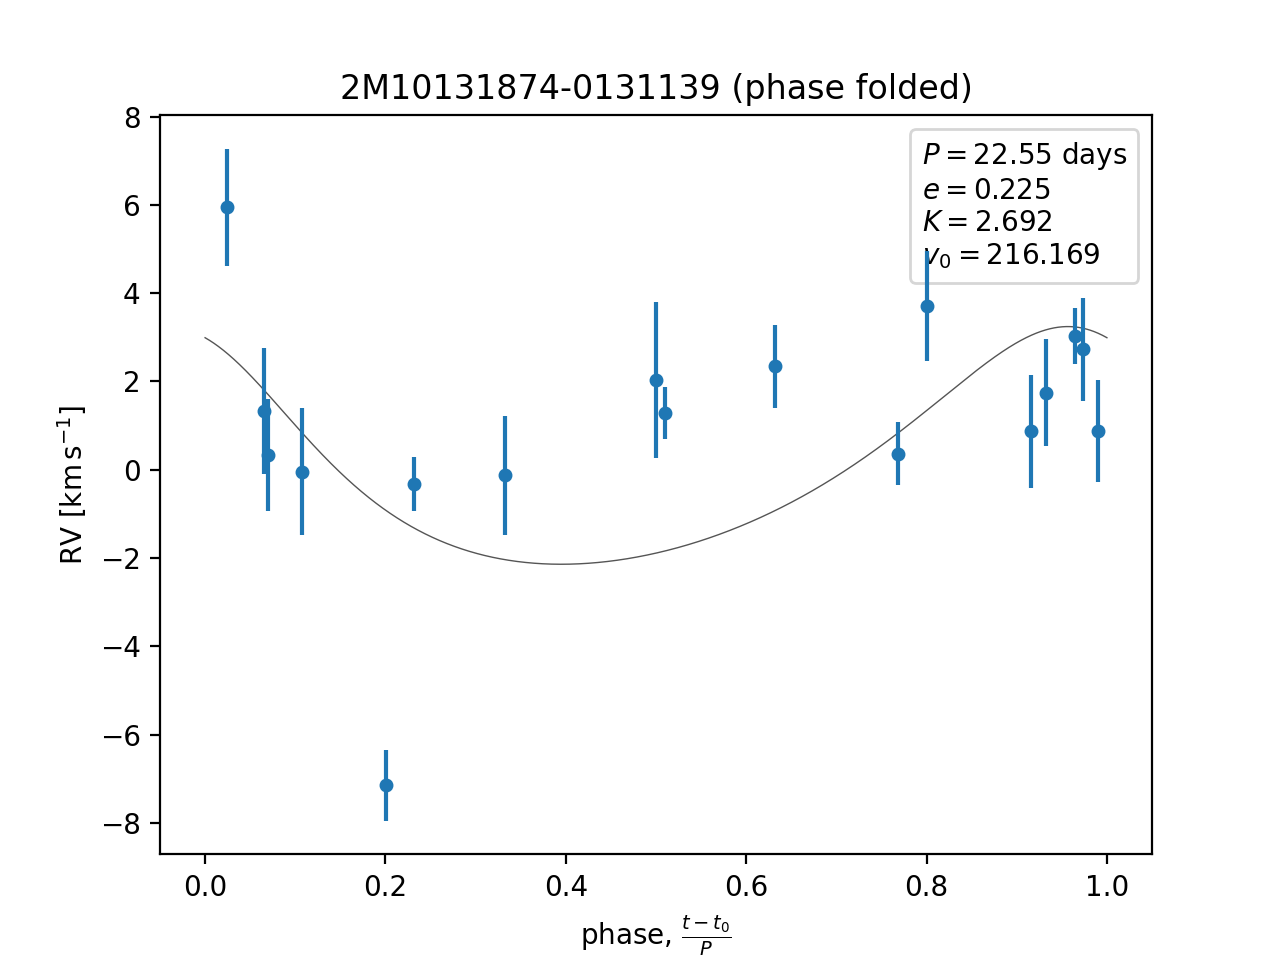 2M10131874-0131139 (phase folded)
8
6
4
2
0
−2
−4
−6
−8
RV [km s⁻¹]
P = 22.55 days
e = 0.225
K = 2.692
v₀ = 216.169
0.0 0.2 0.4 0.6 0.8 1.0
phase, (t − t₀)/P